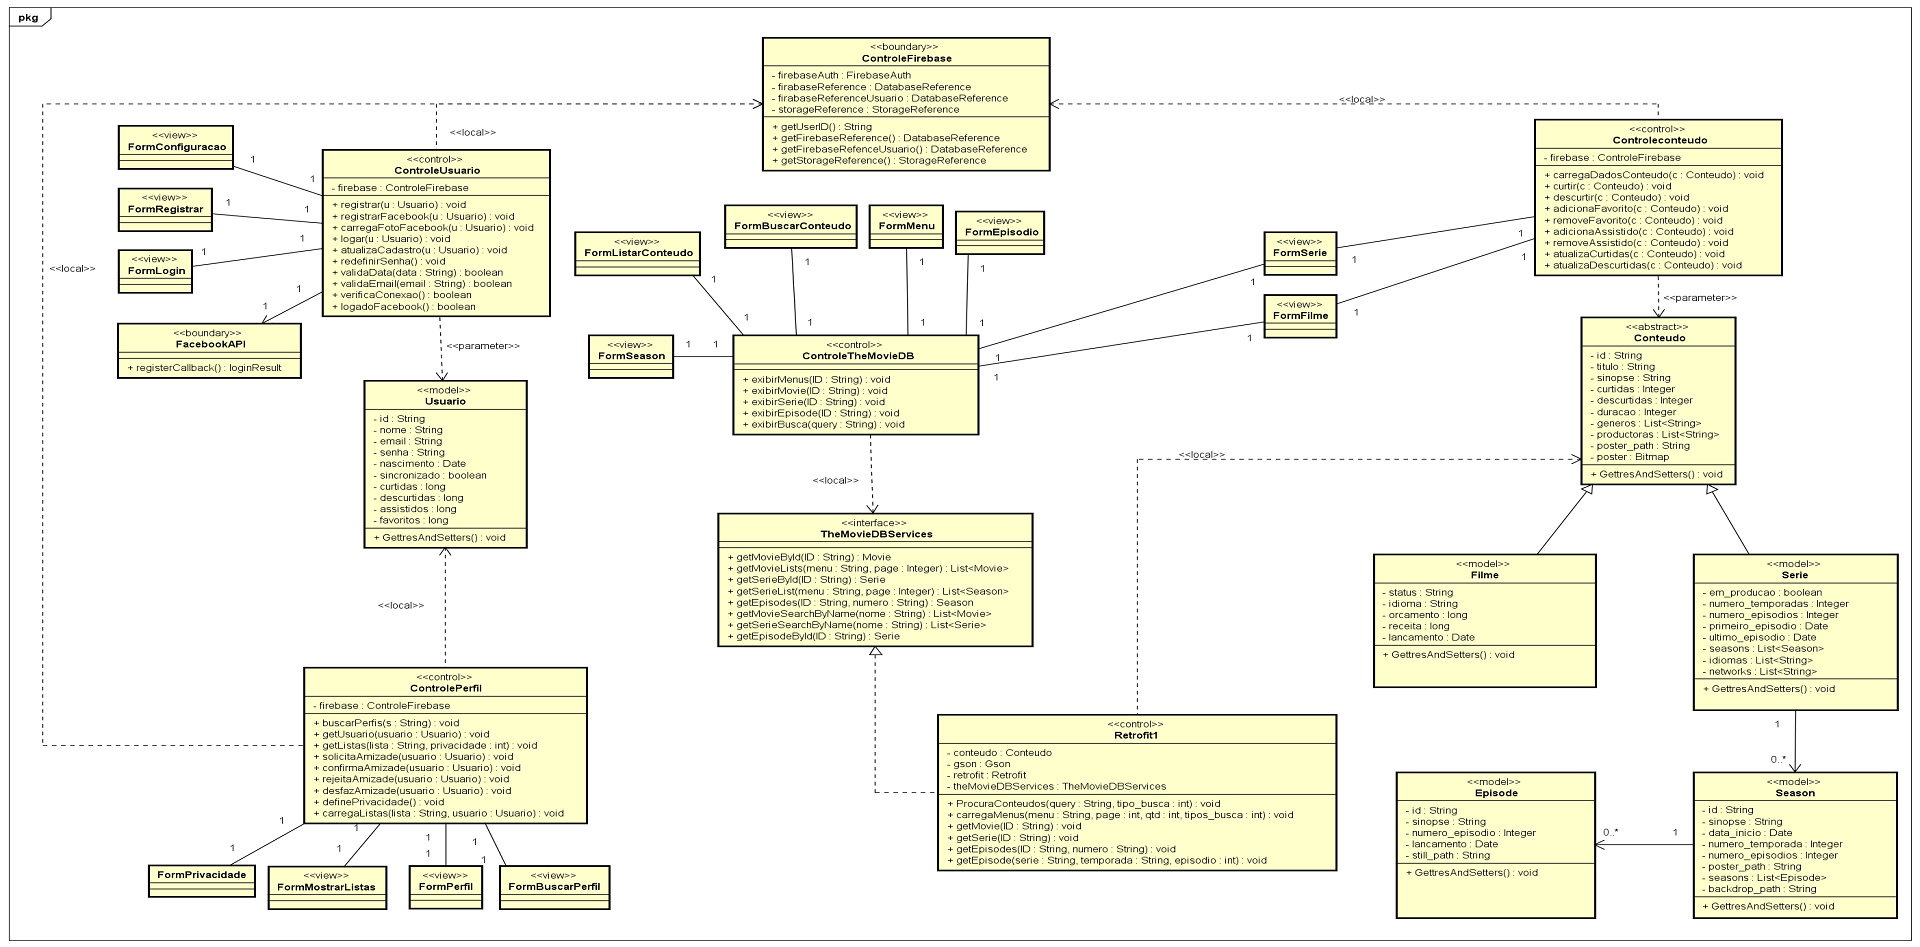 pkg
<<boundary>>
ControleFirebase
- firebaseAuth : FirebaseAuth
- firabaseReference : DatabaseReference
- firabaseReferenceUsuario : DatabaseReference
- storageReference : StorageReference
+ getUserID() : String
+ getFirebaseReference() : DatabaseReference
+ getFirebaseRefenceUsuario() : DatabaseReference
+ getStorageReference() : StorageReference
<<local>>
<<local>>
<<local>>
<<view>>
FormConfiguracao
1
1
<<view>>
FormRegistrar
1
1
<<view>>
FormLogin
1
1
<<control>>
ControleUsuario
- firebase : ControleFirebase
+ registrar(u : Usuario) : void
+ registrarFacebook(u : Usuario) : void
+ carregaFotoFacebook(u : Usuario) : void
+ logar(u : Usuario) : void
+ atualizaCadastro(u : Usuario) : void
+ redefinirSenha() : void
+ validaData(data : String) : boolean
+ validaEmail(email : String) : boolean
+ verificaConexao() : boolean
+ logadoFacebook() : boolean
1
1
<<boundary>>
FacebookAPI
+ registerCallback() : loginResult
<<parameter>>
<<model>>
Usuario
- id : String
- nome : String
- email : String
- senha : String
- nascimento : Date
- sincronizado : boolean
- curtidas : long
- descurtidas : long
- assistidos : long
- favoritos : long
+ GettresAndSetters() : void
<<local>>
<<control>>
ControlePerfil
- firebase : ControleFirebase
+ buscarPerfis(s : String) : void
+ getUsuario(usuario : Usuario) : void
+ getListas(lista : String, privacidade : int) : void
+ solicitaAmizade(usuario : Usuario) : void
+ confirmaAmizade(usuario : Usuario) : void
+ rejeitaAmizade(usuario : Usuario) : void
+ desfazAmizade(usuario : Usuario) : void
+ definePrivacidade() : void
+ carregaListas(lista : String, usuario : Usuario) : void
1
1
1
1
1
1
1
1
FormPrivacidade
<<view>>
FormMostrarListas
<<view>>
FormPerfil
<<view>>
FormBuscarPerfil
<<view>>
FormListarConteudo
<<view>>
FormBuscarConteudo
<<view>>
FormMenu
<<view>>
FormEpisodio
1
1
1
1
1
1
1
1
<<view>>
FormSeason
1
1
<<control>>
ControleTheMovieDB
+ exibirMenus(ID : String) : void
+ exibirMovie(ID : String) : void
+ exibirSerie(ID : String) : void
+ exibirEpisode(ID : String) : void
+ exibirBusca(query : String) : void
1
1
1
1
<<view>>
FormSerie
1
1
<<view>>
FormFilme
1
1
<<local>>
<<interface>>
TheMovieDBServices
+ getMovieById(ID : String) : Movie
+ getMovieLists(menu : String, page : Integer) : List<Movie>
+ getSerieById(ID : String) : Serie
+ getSerieList(menu : String, page : Integer) : List<Season>
+ getEpisodes(ID : String, numero : String) : Season
+ getMovieSearchByName(nome : String) : List<Movie>
+ getSerieSearchByName(nome : String) : List<Serie>
+ getEpisodeById(ID : String) : Serie
<<control>>
Retrofit1
- conteudo : Conteudo
- gson : Gson
- retrofit : Retrofit
- theMovieDBServices : TheMovieDBServices
+ ProcuraConteudos(query : String, tipo_busca : int) : void
+ carregaMenus(menu : String, page : int, qtd : int, tipos_busca : int) : void
+ getMovie(ID : String) : void
+ getSerie(ID : String) : void
+ getEpisodes(ID : String, numero : String) : void
+ getEpisode(serie : String, temporada : String, episodio : int) : void
<<local>>
<<control>>
Controleconteudo
- firebase : ControleFirebase
+ carregaDadosConteudo(c : Conteudo) : void
+ curtir(c : Conteudo) : void
+ descurtir(c : Conteudo) : void
+ adicionaFavorito(c : Conteudo) : void
+ removeFavorito(c : Conteudo) : void
+ adicionaAssistido(c : Conteudo) : void
+ removeAssistido(c : Conteudo) : void
+ atualizaCurtidas(c : Conteudo) : void
+ atualizaDescurtidas(c : Conteudo) : void
<<parameter>>
<<abstract>>
Conteudo
- id : String
- titulo : String
- sinopse : String
- curtidas : Integer
- descurtidas : Integer
- duracao : Integer
- generos : List<String>
- productoras : List<String>
- poster_path : String
- poster : Bitmap
+ GettresAndSetters() : void
<<model>>
Filme
- status : String
- idioma : String
- orcamento : long
- receita : long
- lancamento : Date
+ GettresAndSetters() : void
<<model>>
Serie
- em_producao : boolean
- numero_temporadas : Integer
- numero_episodios : Integer
- primeiro_episodio : Date
- ultimo_episodio : Date
- seasons : List<Season>
- idiomas : List<String>
- networks : List<String>
+ GettresAndSetters() : void
1
0..*
<<model>>
Episode
- id : String
- sinopse : String
- numero_episodio : Integer
- lancamento : Date
- still_path : String
+ GettresAndSetters() : void
0..*
1
<<model>>
Season
- id : String
- sinopse : String
- data_inicio : Date
- numero_temporada : Integer
- numero_episodios : Integer
- poster_path : String
- seasons : List<Episode>
- backdrop_path : String
+ GettresAndSetters() : void